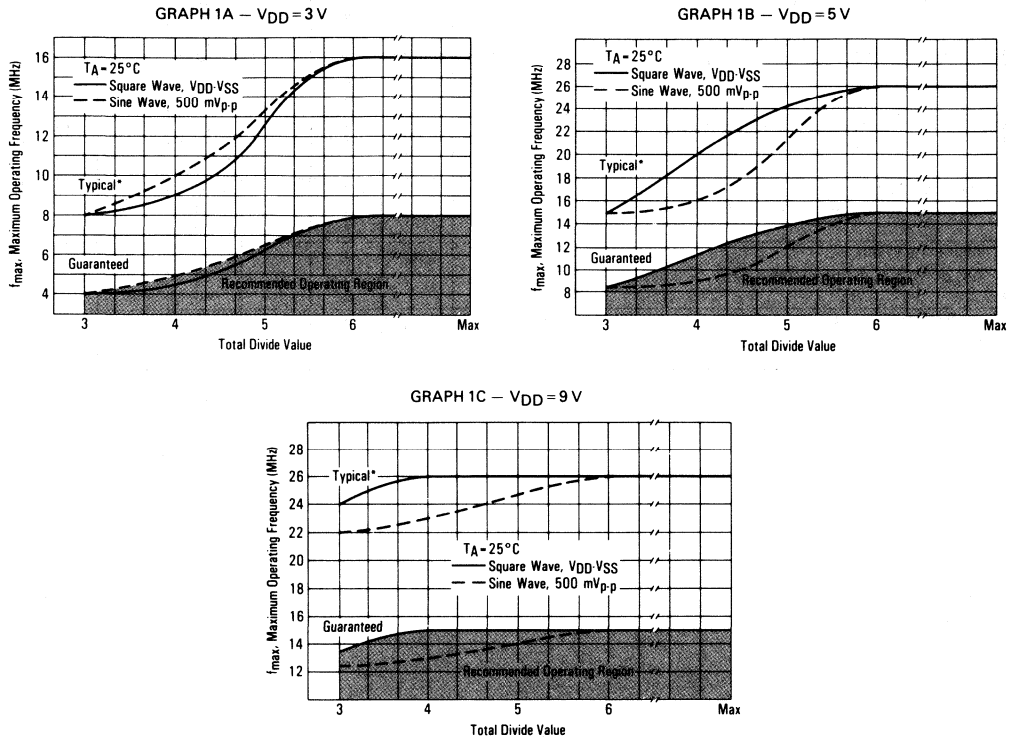 GRAPH 1A – VDD = 3 V
fmax, Maximum Operating Frequency (MHz)
16
14
12
10
8
6
4
TA = 25°C
Square Wave, VDD-VSS
Sine Wave, 500 mVp-p
Typical*
Guaranteed
Recommended Operating Region
3
4
5
6
Max
Total Divide Value
GRAPH 1B – VDD = 5 V
fmax, Maximum Operating Frequency (MHz)
28
26
24
22
20
18
16
14
12
10
8
TA = 25°C
Square Wave, VDD-VSS
Sine Wave, 500 mVp-p
Typical*
Guaranteed
Recommended Operating Region
3
4
5
6
Max
Total Divide Value
GRAPH 1C – VDD = 9 V
fmax, Maximum Operating Frequency (MHz)
28
26
24
22
20
18
16
14
12
Typical*
TA = 25°C
Square Wave, VDD-VSS
Sine Wave, 500 mVp-p
Guaranteed
Recommended Operating Region
3
4
5
6
Max
Total Divide Value